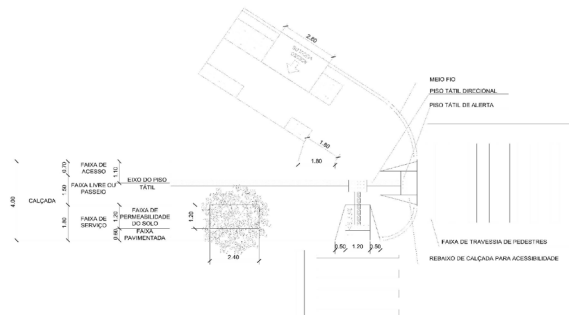 2.60
MEIO FIO
PISO TÁTIL DIRECIONAL
PISO TÁTIL DE ALERTA
1.80
1.80
4.00
CALÇADA
0.70
FAIXA DE
ACESSO
1.10
1.50
FAIXA LIVRE OU
PASSEIO
EIXO DO PISO
TÁTIL
1.80
FAIXA DE
SERVIÇO
1.20
FAIXA DE
PERMEABILIDADE
DO SOLO
0.60
FAIXA
PAVIMENTADA
1.20
2.40
0.50
1.20
0.50
FAIXA DE TRAVESSIA DE PEDESTRES
REBAIXO DE CALÇADA PARA ACESSIBILIDADE